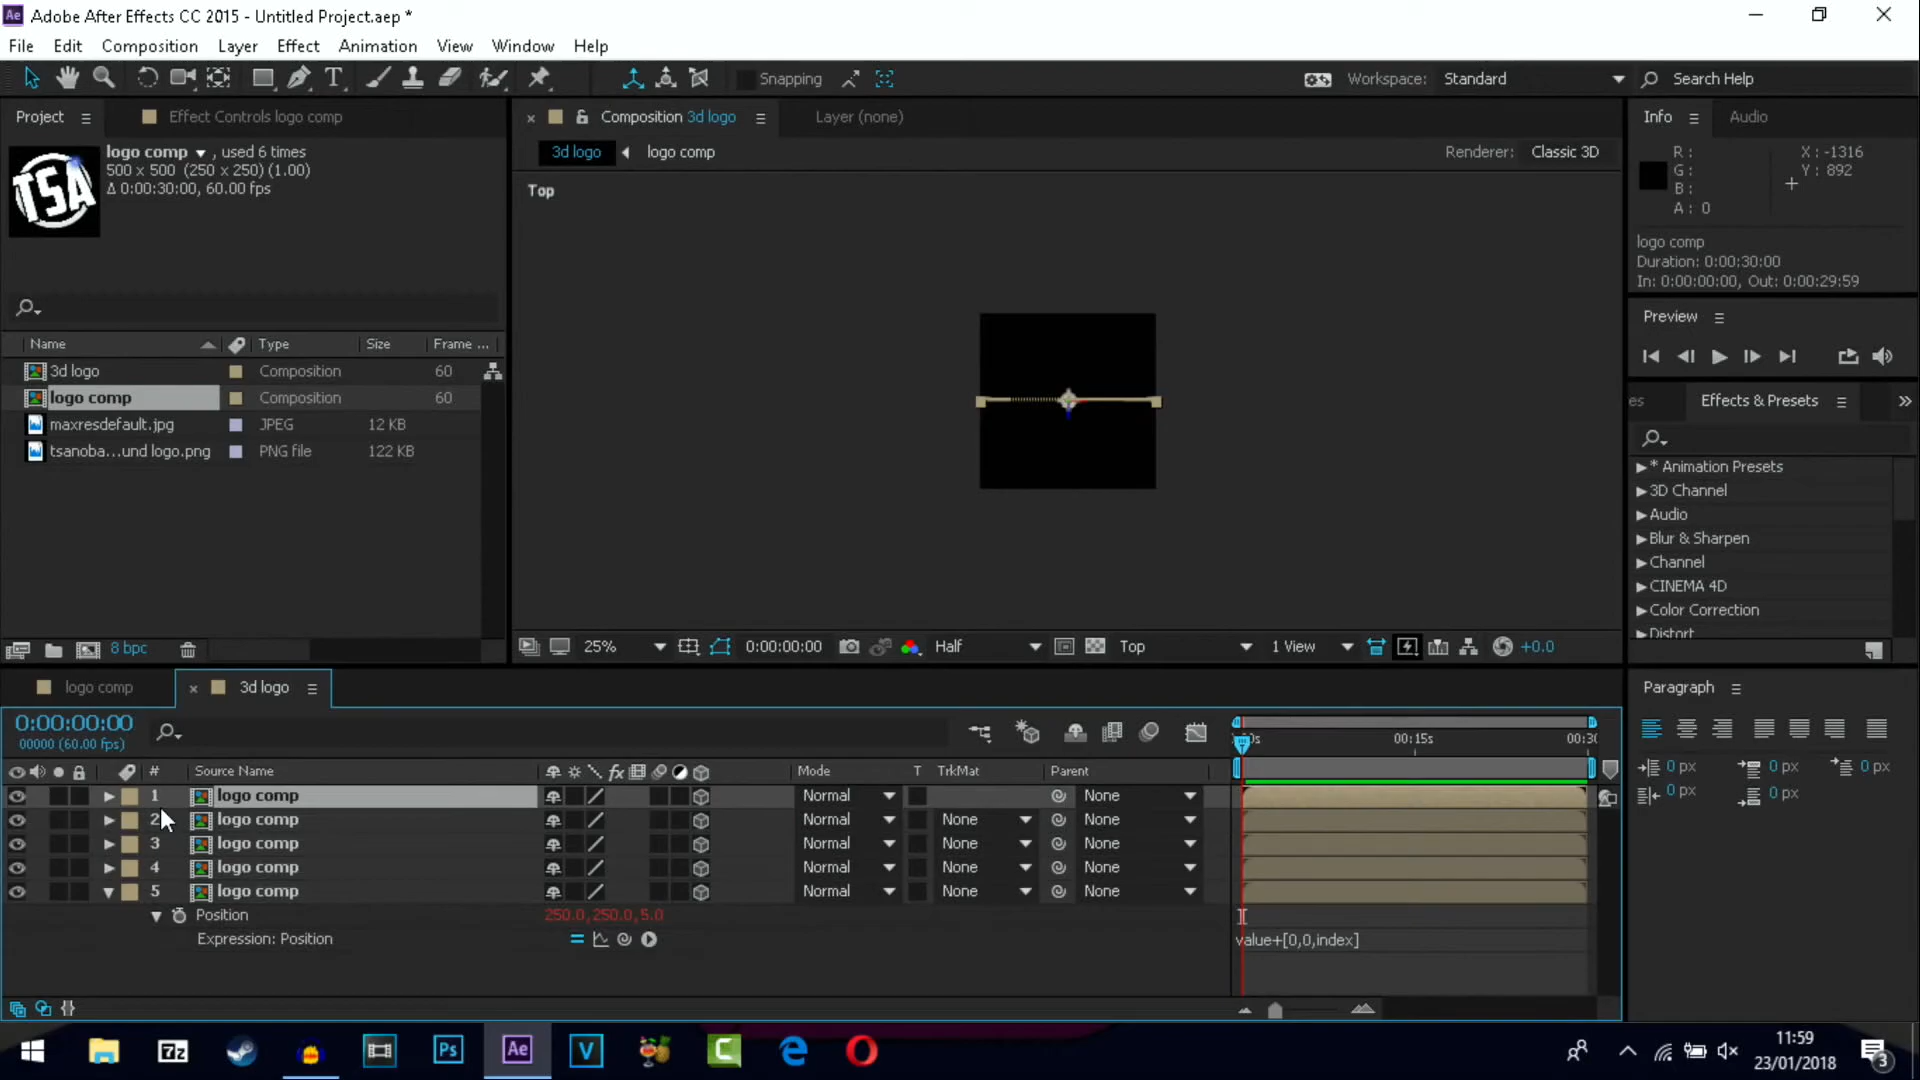 Adobe After Effects CC 2015 - Untitled Project.aep *
File Edit Composition Layer Effect Animation View Window Help
Snapping Workspace: Standard Search Help
Project Effect Controls logo comp
Composition 3d logo Layer (none)
Info Audio
TSA
logo comp , used 6 times
500 x 500 (250 x 250) (1.00)
Δ 0:00:30:00, 60.00 fps
3d logo logo comp
Renderer: Classic 3D
Top
R :
G :
B :
A : 0
X : -1316
Y : 892
logo comp
Duration: 0:00:30:00
In: 0:00:00:00, Out: 0:00:29:59
Preview
Name Type Size Frame ...
3d logo Composition 60
logo comp Composition 60
maxresdefault.jpg JPEG 12 KB
tsanoba...und logo.png PNG file 122 KB
es Effects & Presets
* Animation Presets
3D Channel
Audio
Blur & Sharpen
Channel
CINEMA 4D
Color Correction
Distort
8 bpc
25% 0:00:00:00 Half Top 1 View +0.0
logo comp 3d logo
Paragraph
0:00:00:00
00000 (60.00 fps)
00:15s 00:30
# Source Name Mode T TrkMat Parent
0 px 0 px 0 px
0 px 0 px
1 logo comp Normal None
2 logo comp Normal None None
3 logo comp Normal None None
4 logo comp Normal None None
5 logo comp Normal None None
Position 250.0,250.0,5.0
Expression: Position value+[0,0,index]
7z Ps Ae V C
11:59
23/01/2018
3